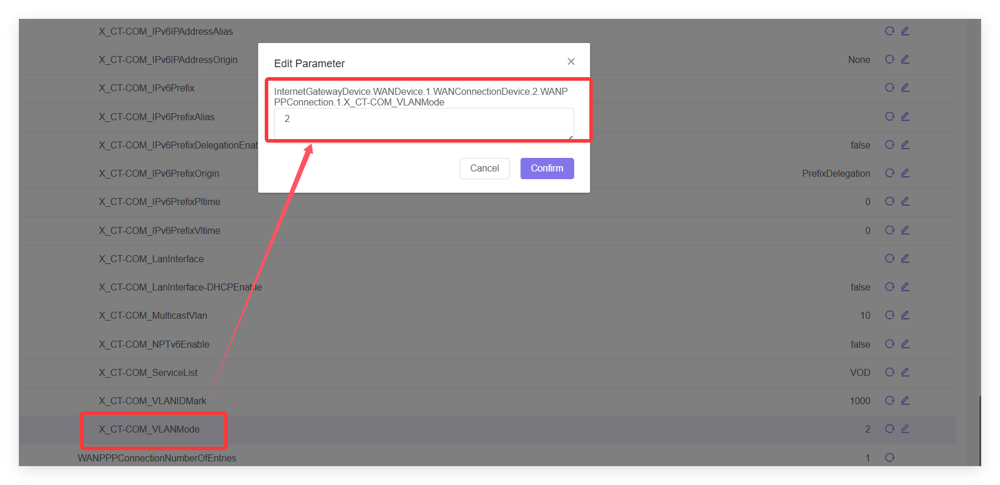 X_CT-COM_IPv6IPAddressAlias
Edit Parameter
X_CT-COM_IPv6IPAddressOrigin None
InternetGatewayDevice.WANDevice.1.WANConnectionDevice.2.WANP
PPConnection.1.X_CT-COM_VLANMode
2
Cancel Confirm
X_CT-COM_IPv6Prefix
X_CT-COM_IPv6PrefixAlias
X_CT-COM_IPv6PrefixDelegationEnab false
X_CT-COM_IPv6PrefixOrigin PrefixDelegation
X_CT-COM_IPv6PrefixPltime 0
X_CT-COM_IPv6PrefixVltime 0
X_CT-COM_LanInterface
X_CT-COM_LanInterface-DHCPEnable false
X_CT-COM_MulticastVlan 10
X_CT-COM_NPTv6Enable false
X_CT-COM_ServiceList VOD
X_CT-COM_VLANIDMark 1000
X_CT-COM_VLANMode 2
WANPPPConnectionNumberOfEntries 1